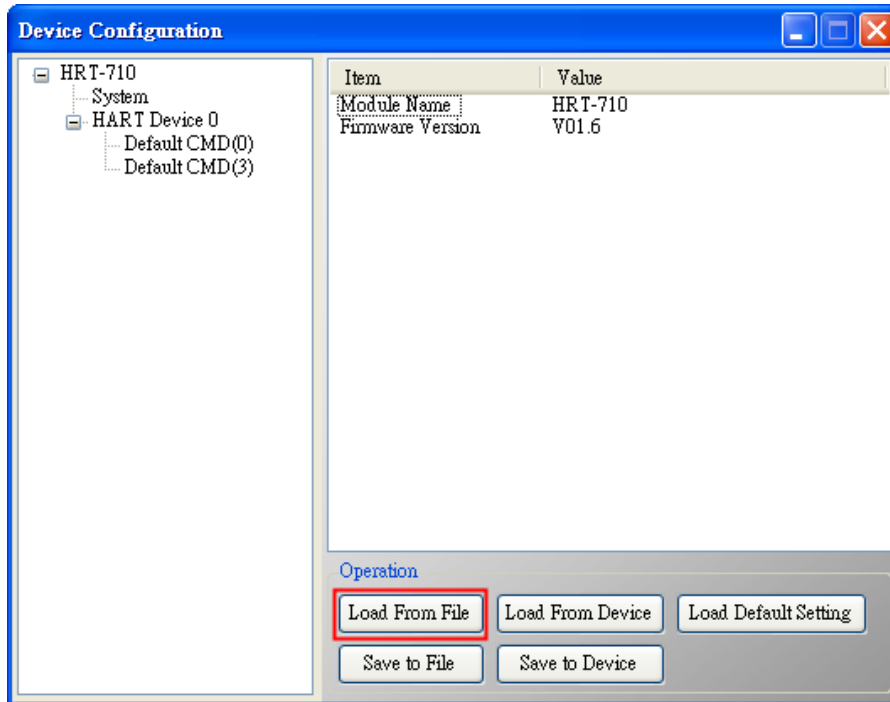 Device Configuration
HRT-710
System
HART Device 0
Default CMD(0)
Default CMD(3)
Item Value
Module Name HRT-710
Firmware Version V01.6
Operation
Load From File Load From Device Load Default Setting
Save to File Save to Device